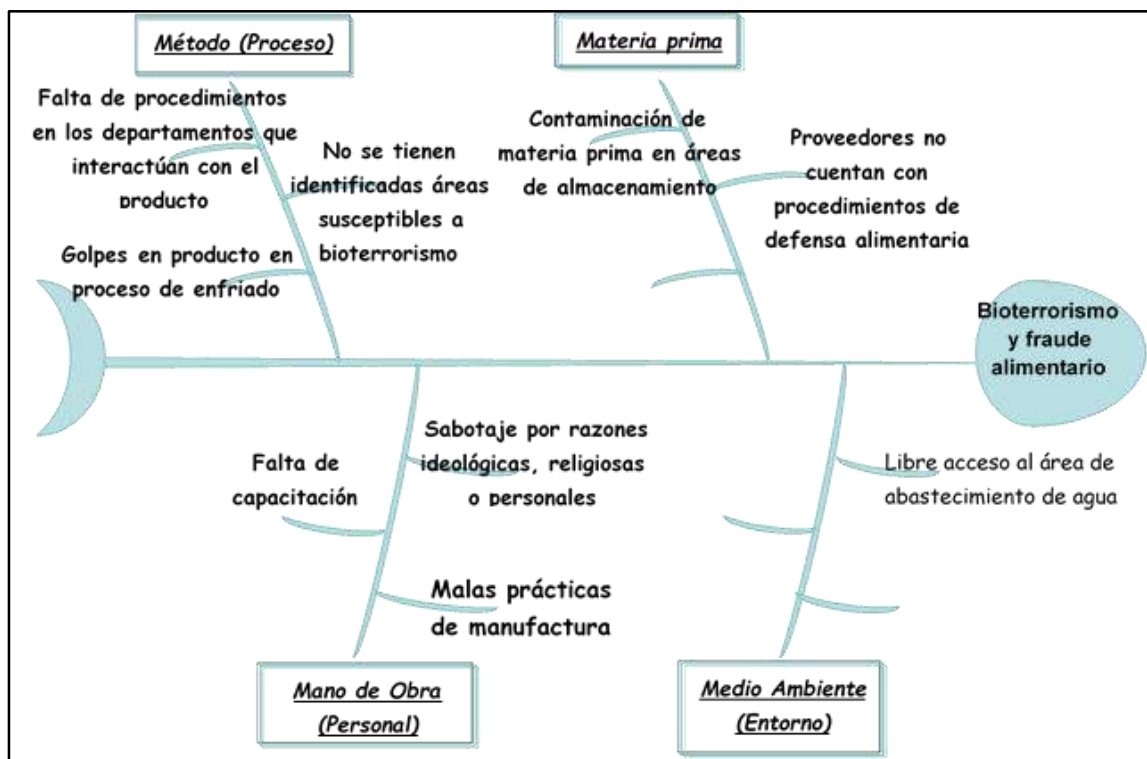 Método (Proceso)
Materia prima
Falta de procedimientos
en los departamentos que
interactúan con el
producto
No se tienen
identificadas áreas
susceptibles a
bioterrorismo
Golpes en producto en
proceso de enfriado
Contaminación de
materia prima en áreas
de almacenamiento
Proveedores no
cuentan con
procedimientos de
defensa alimentaria
Bioterrorismo
y fraude
alimentario
Falta de
capacitación
Sabotaje por razones
ideológicas, religiosas
o personales
Malas prácticas
de manufactura
Libre acceso al área de
abastecimiento de agua
Mano de Obra
(Personal)
Medio Ambiente
(Entorno)